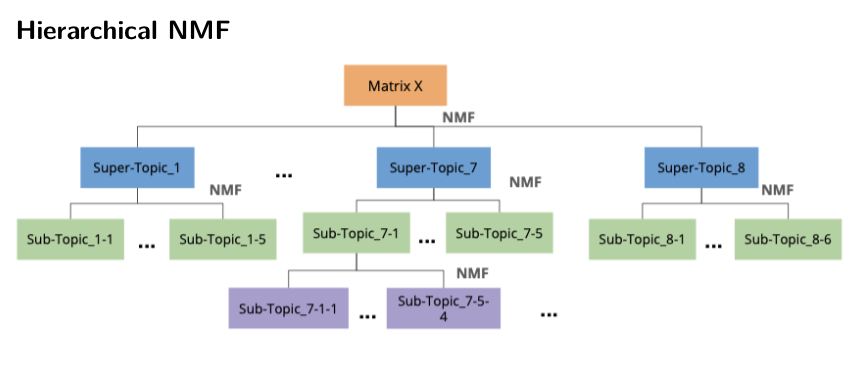 Hierarchical NMF
Matrix X
NMF
Super-Topic_1
...
Super-Topic_7
Super-Topic_8
NMF
NMF
NMF
Sub-Topic_1-1
...
Sub-Topic_1-5
Sub-Topic_7-1
...
Sub-Topic_7-5
Sub-Topic_8-1
...
Sub-Topic_8-6
NMF
Sub-Topic_7-1-1
...
Sub-Topic_7-5-
4
...